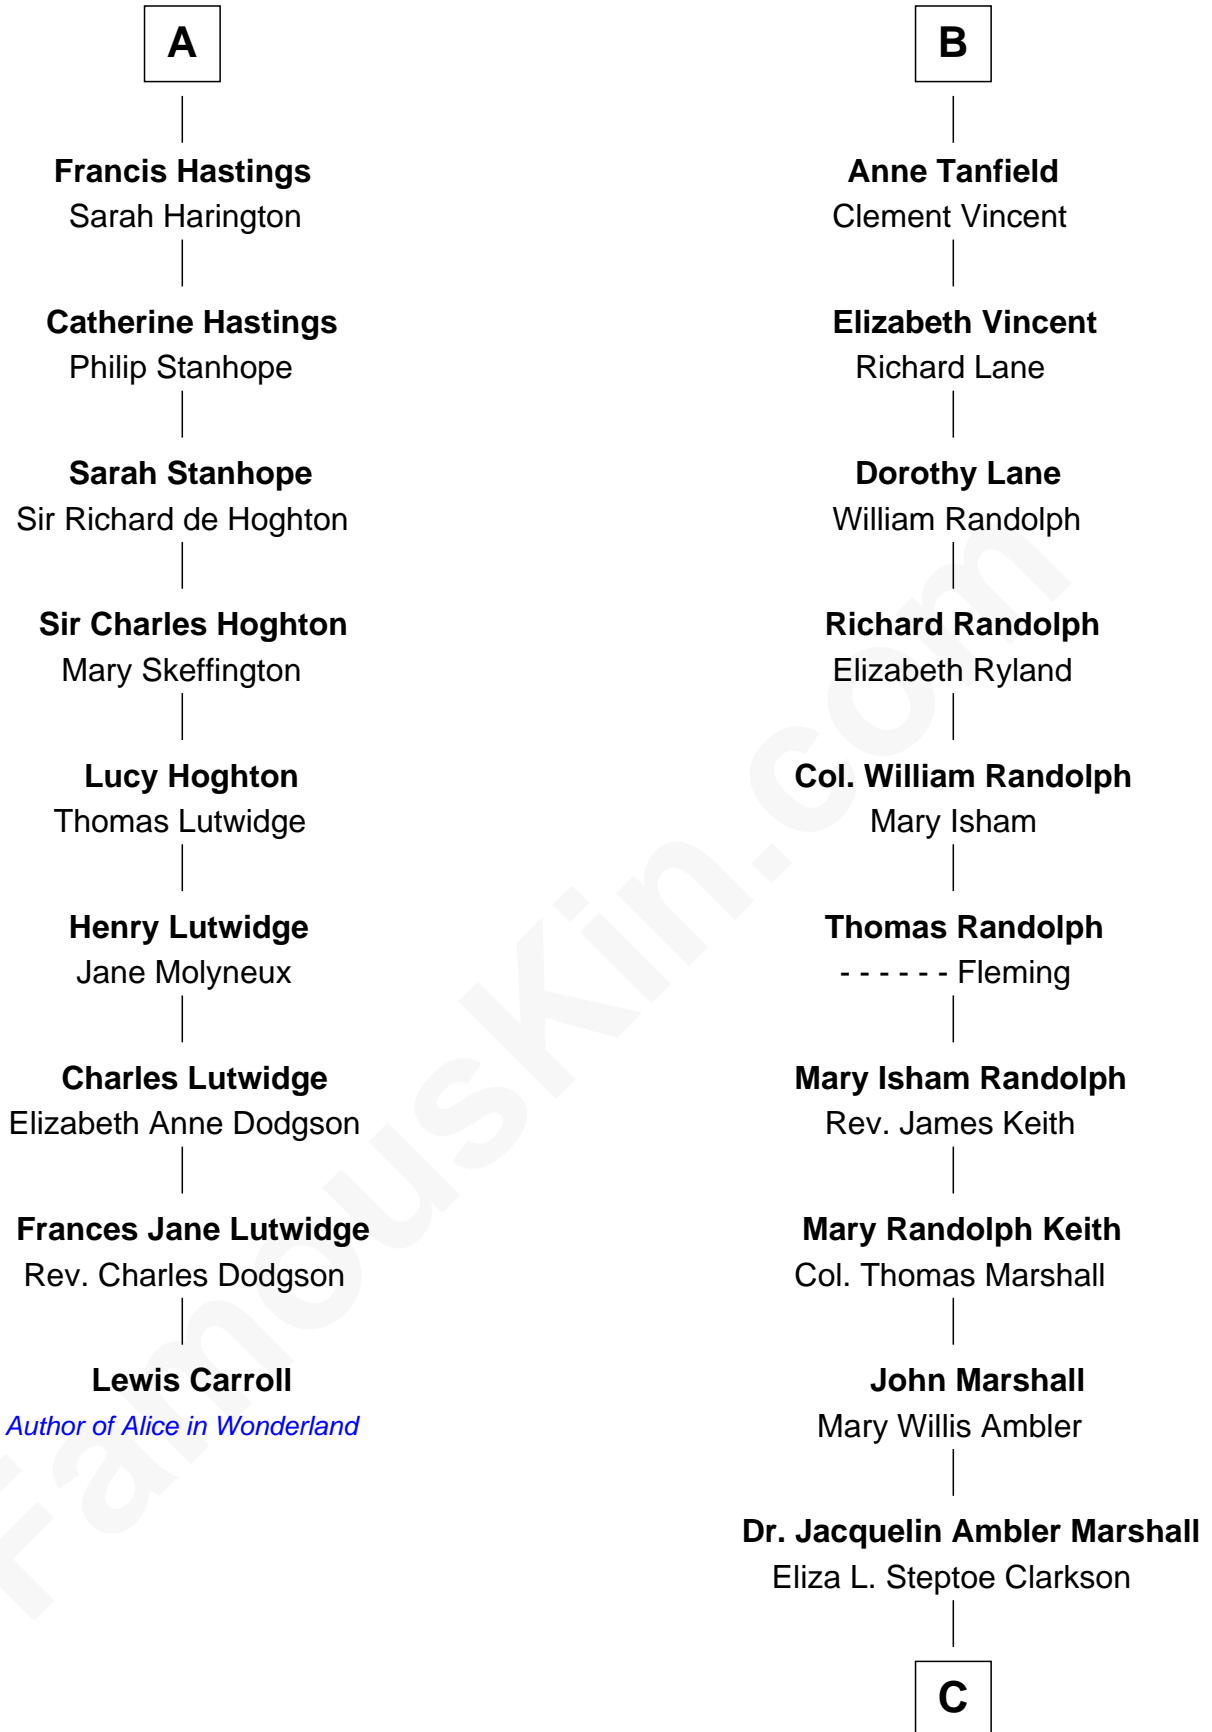 A
Francis Hastings
Sarah Harington
Catherine Hastings
Philip Stanhope
Sarah Stanhope
Sir Richard de Hoghton
Sir Charles Hoghton
Mary Skeffington
Lucy Hoghton
Thomas Lutwidge
Henry Lutwidge
Jane Molyneux
Charles Lutwidge
Elizabeth Anne Dodgson
Frances Jane Lutwidge
Rev. Charles Dodgson
Lewis Carroll
Author of Alice in Wonderland
B
Anne Tanfield
Clement Vincent
Elizabeth Vincent
Richard Lane
Dorothy Lane
William Randolph
Richard Randolph
Elizabeth Ryland
Col. William Randolph
Mary Isham
Thomas Randolph
- - - - - - Fleming
Mary Isham Randolph
Rev. James Keith
Mary Randolph Keith
Col. Thomas Marshall
John Marshall
Mary Willis Ambler
Dr. Jacquelin Ambler Marshall
Eliza L. Steptoe Clarkson
C
FamousKin.com